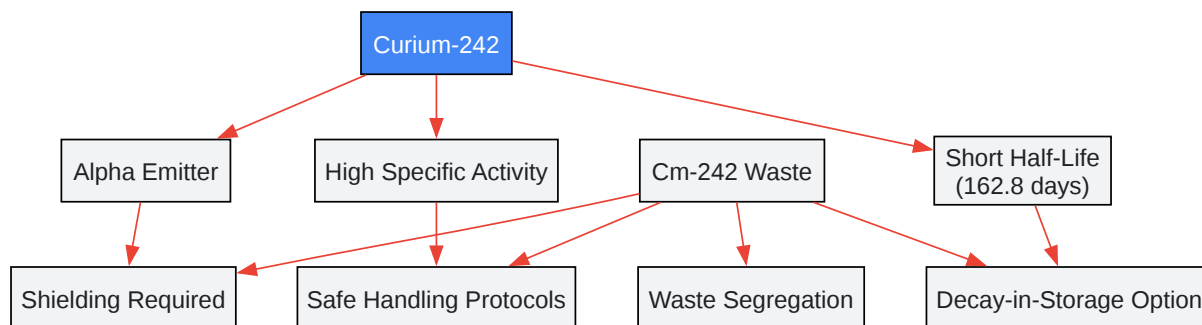 Curium-242
Alpha Emitter
High Specific Activity
Cm-242 Waste
Short Half-Life
(162.8 days)
Shielding Required
Safe Handling Protocols
Waste Segregation
Decay-in-Storage Option